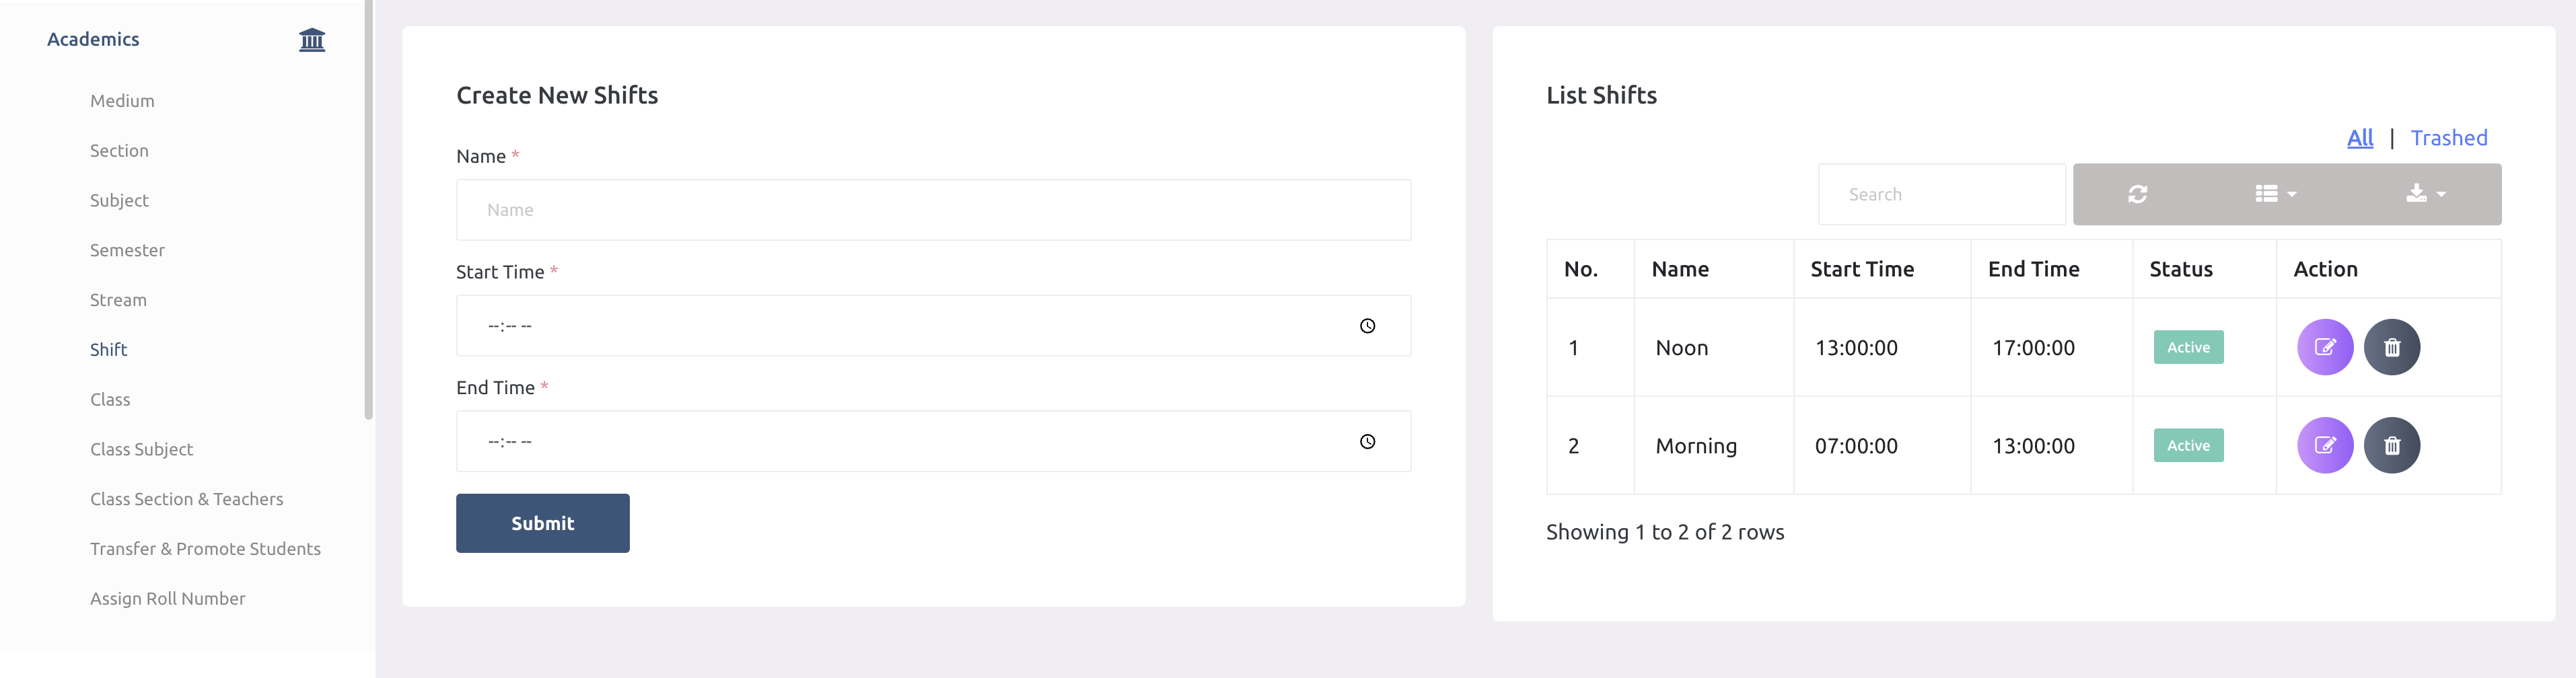 Academics
Medium
Section
Subject
Semester
Stream
Shift
Class
Class Subject
Class Section & Teachers
Transfer & Promote Students
Assign Roll Number
Create New Shifts
Name *
Name
Start Time *
--:-- --
End Time *
--:-- --
Submit
List Shifts
All | Trashed
Search
No. Name Start Time End Time Status Action
1 Noon 13:00:00 17:00:00 Active
2 Morning 07:00:00 13:00:00 Active
Showing 1 to 2 of 2 rows